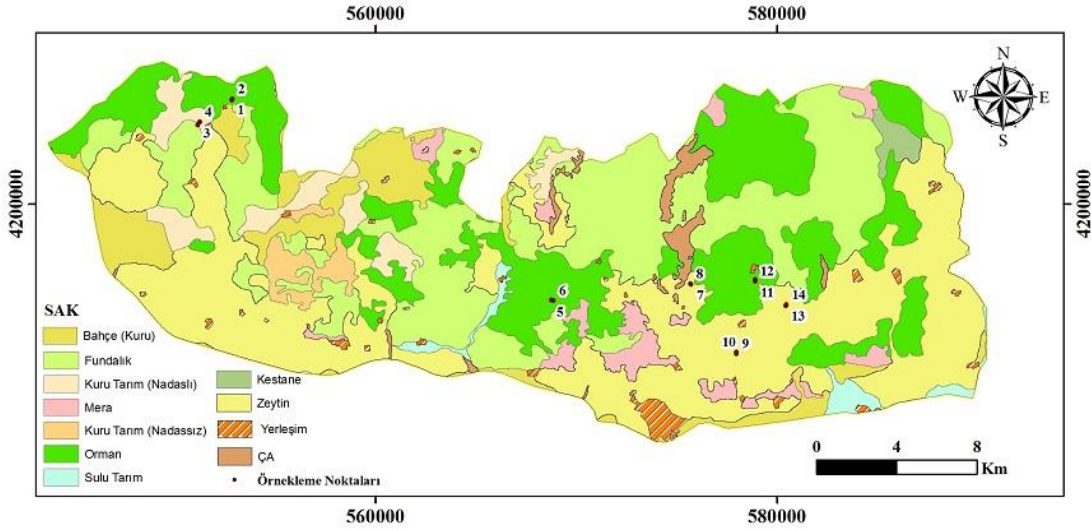 560000 580000
N
W E
S
4200000 4200000
2
1
4
3
6
5
8
7
12
11
14
13
10 9
SAK
Bahçe (Kuru)
Fundalık
Kuru Tarım (Nadaslı)
Mera
Kuru Tarım (Nadassız)
Orman
Sulu Tarım
Kestane
Zeytin
Yerleşim
ÇA
Örnekleme Noktaları
0 4 8
Km
560000 580000